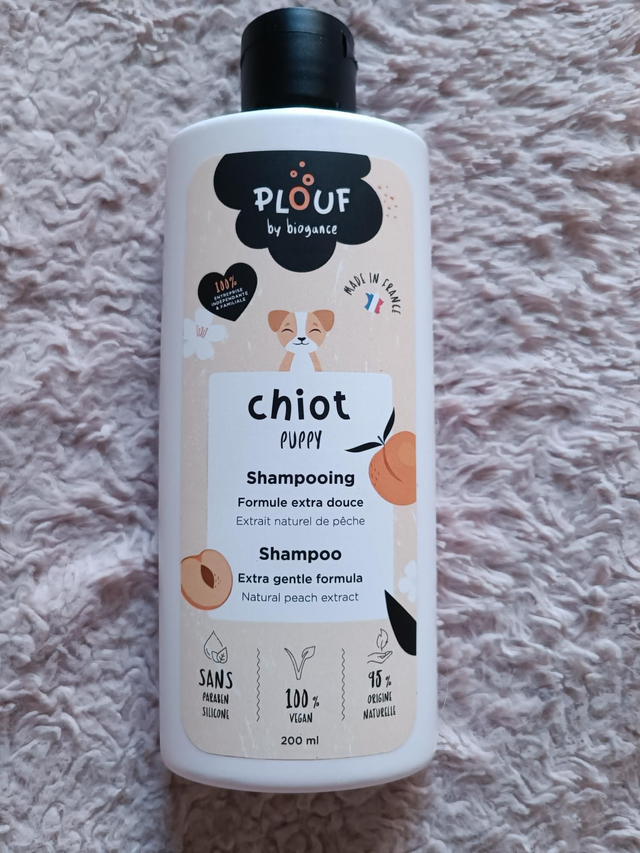 PLOUF
by biogance
100%
ENTREPRISE
INDÉPENDANTE
& FAMILIALE
MADE IN FRANCE
chiot
PUPPY
Shampooing
Formule extra douce
Extrait naturel de pêche
Shampoo
Extra gentle formula
Natural peach extract
SANS
PARABEN
SILICONE
100%
VEGAN
98%
ORIGINE
NATURELLE
200 ml